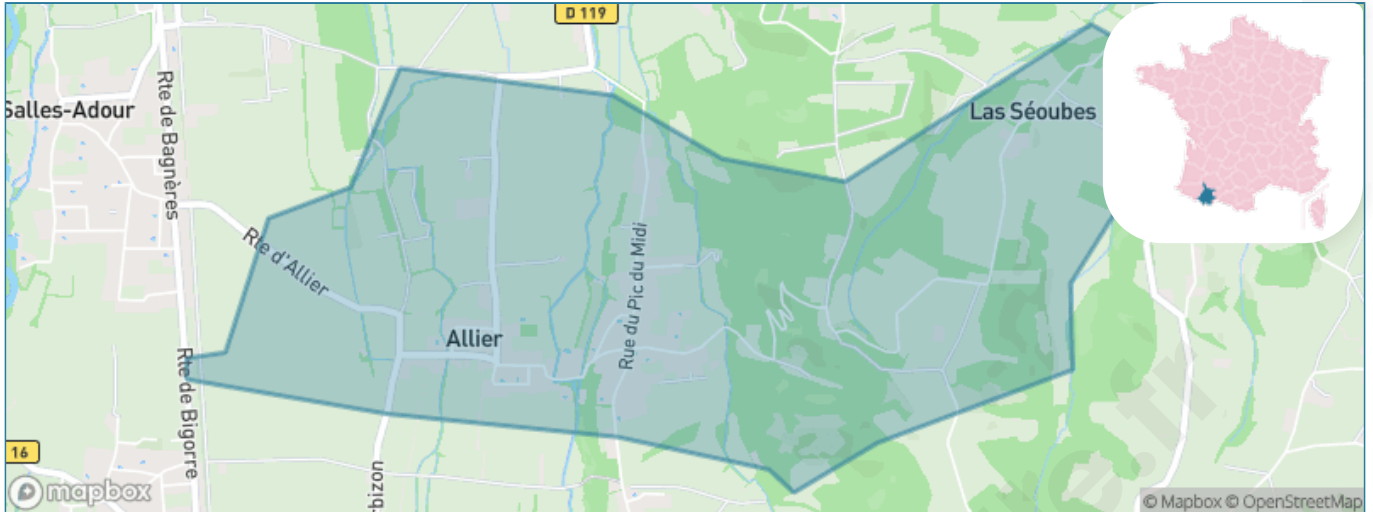 D 119
Salles-Adour
Rte de Bagnères
Las Séoubes
Rte d'Allier
Rue du Pic du Midi
Allier
Rte de Bigorre
16
mapbox
© Mapbox © OpenStreetMap